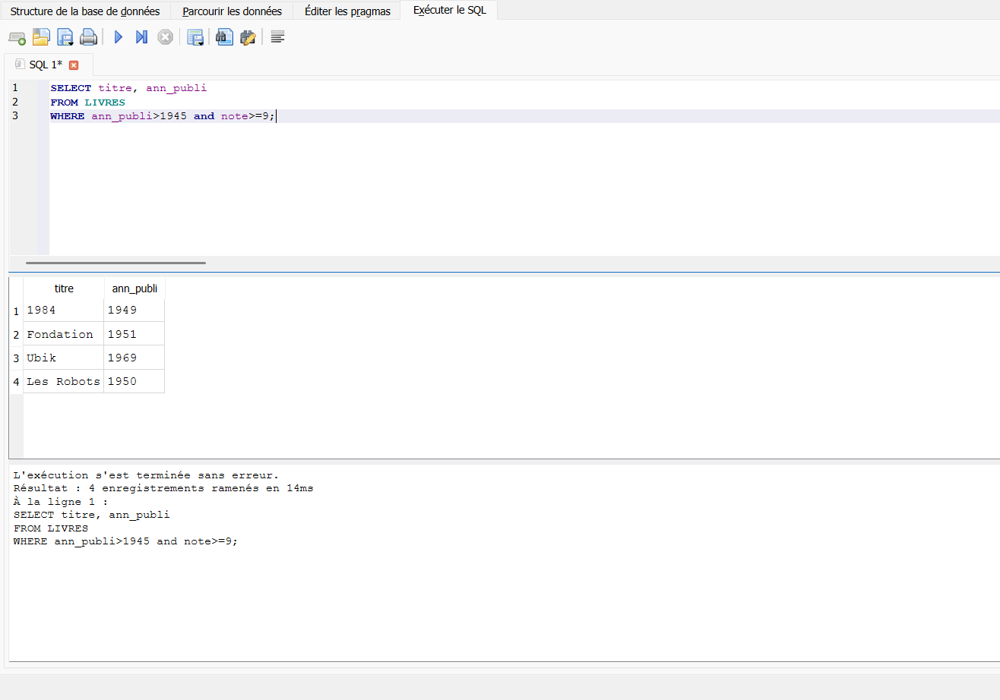 Structure de la base de données Parcourir les données Éditer les pragmas Exécuter le SQL
SQL 1*
1 SELECT titre, ann_publi
2 FROM LIVRES
3 WHERE ann_publi>1945 and note>=9;
titre ann_publi
1 1984 1949
2 Fondation 1951
3 Ubik 1969
4 Les Robots 1950
L'exécution s'est terminée sans erreur.
Résultat : 4 enregistrements ramenés en 14ms
À la ligne 1 :
SELECT titre, ann_publi
FROM LIVRES
WHERE ann_publi>1945 and note>=9;